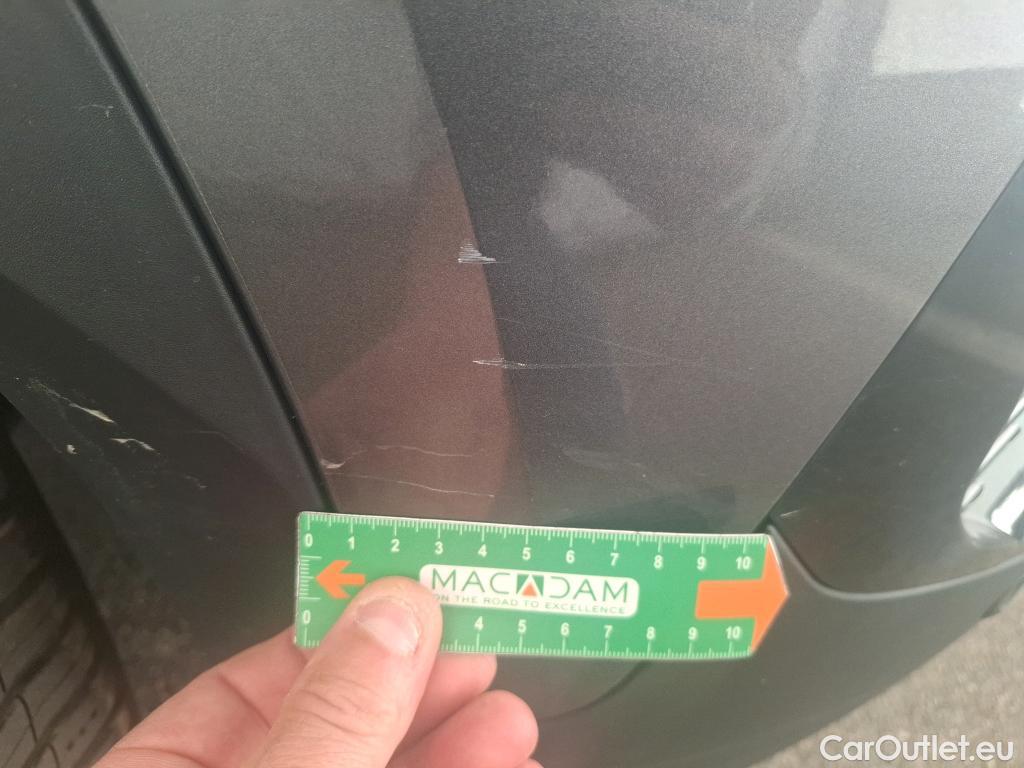 0 1 2 3 4 5 6 7 8 9 10
MACADAM
ON THE ROAD TO EXCELLENCE
0 4 5 6 7 8 9 10
CarOutlet.eu